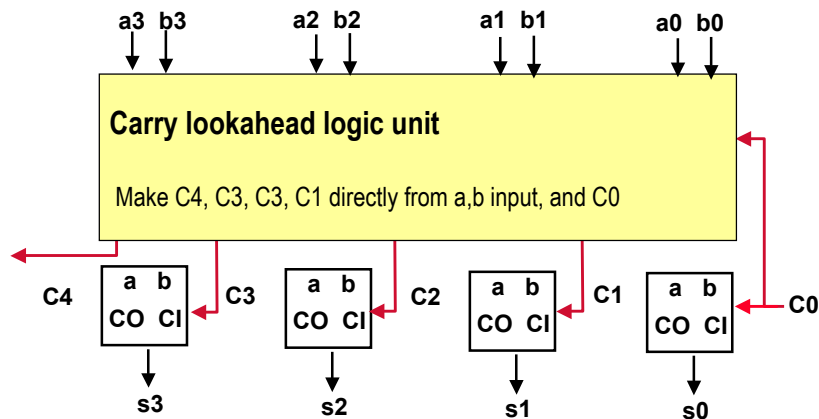 a3 b3 a2 b2 a1 b1 a0 b0
Carry lookahead logic unit
Make C4, C3, C3, C1 directly from a,b input, and C0
C4 a b C3 a b C2 a b C1 a b C0
CO CI CO CI CO CI CO CI
s3 s2 s1 s0